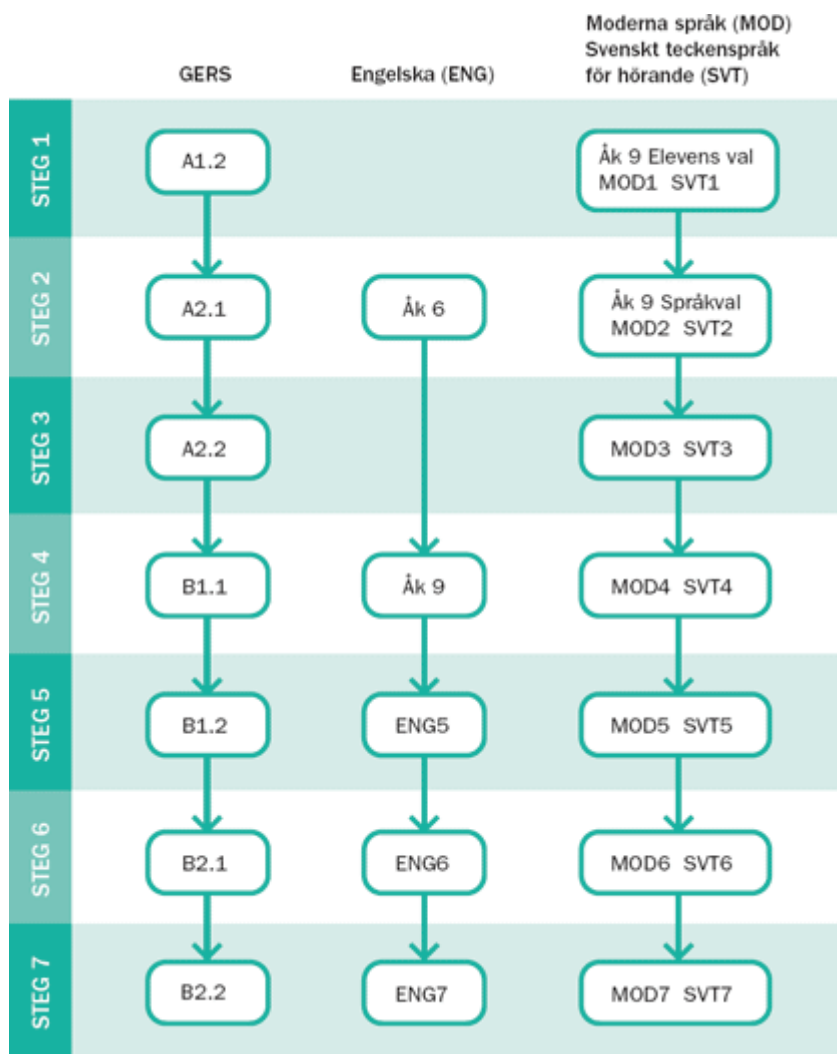 GERS
Engelska (ENG)
Moderna språk (MOD)
Svenskt teckenspråk
för hörande (SVT)
STEG 1
A1.2
Åk 9 Elevens val
MOD1 SVT1
STEG 2
A2.1
Åk 6
Åk 9 Språkval
MOD2 SVT2
STEG 3
A2.2
MOD3 SVT3
STEG 4
B1.1
Åk 9
MOD4 SVT4
STEG 5
B1.2
ENG5
MOD5 SVT5
STEG 6
B2.1
ENG6
MOD6 SVT6
STEG 7
B2.2
ENG7
MOD7 SVT7